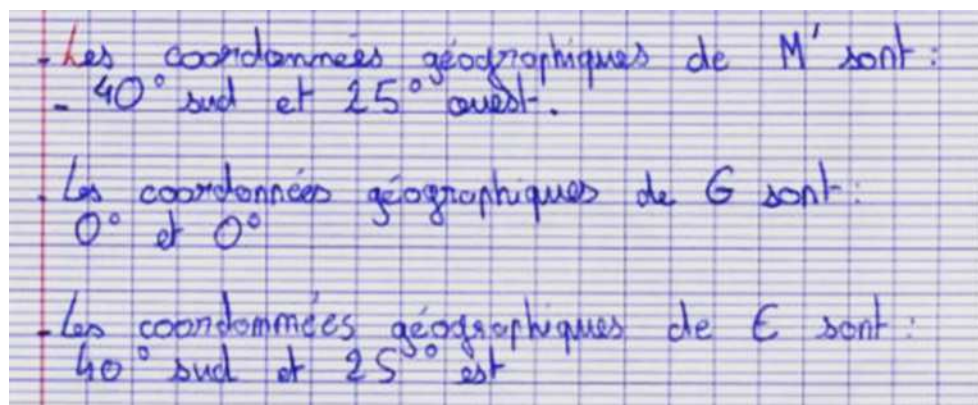 - Les coordonnées géographiques de M' sont :
- 40° sud et 25° ouest.
- Les coordonnées géographiques de G sont :
0° et 0°
- Les coordommées géographiques de E sont :
40° sud et 25° est